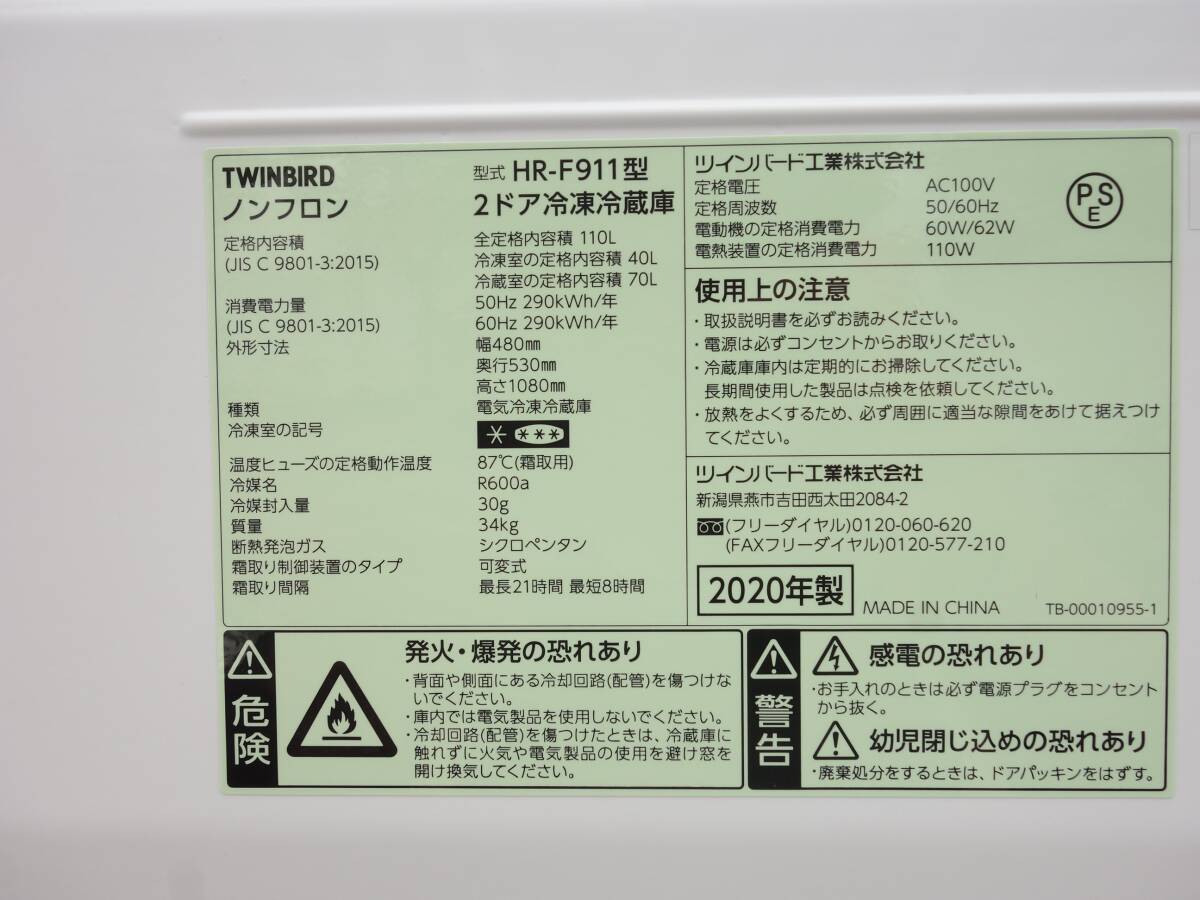 TWINBIRD
ノンフロン
型式 HR-F911型
2ドア冷凍冷蔵庫
定格内容積
(JIS C 9801-3:2015)
全定格内容積 110L
冷凍室の定格内容積 40L
冷蔵室の定格内容積 70L
消費電力量
(JIS C 9801-3:2015)
50Hz 290kWh/年
60Hz 290kWh/年
外形寸法
幅480㎜
奥行530㎜
高さ1080㎜
種類
電気冷凍冷蔵庫
冷凍室の記号
温度ヒューズの定格動作温度
87℃(霜取用)
冷媒名
R600a
冷媒封入量
30g
質量
34kg
断熱発泡ガス
シクロペンタン
霜取り制御装置のタイプ
可変式
霜取り間隔
最長21時間 最短8時間
ツインバード工業株式会社
定格電圧
AC100V
定格周波数
50/60Hz
電動機の定格消費電力
60W/62W
電熱装置の定格消費電力
110W
PSE
使用上の注意
・取扱説明書を必ずお読みください。
・電源は必ずコンセントからお取りください。
・冷蔵庫庫内は定期的にお掃除してください。
長期間使用した製品は点検を依頼してください。
・放熱をよくするため、必ず周囲に適当な隙間をあけて据えつけ
てください。
ツインバード工業株式会社
新潟県燕市吉田西太田2084-2
(フリーダイヤル)0120-060-620
(FAXフリーダイヤル)0120-577-210
2020年製
MADE IN CHINA
TB-00010955-1
危険
発火・爆発の恐れあり
・背面や側面にある冷却回路(配管)を傷つけな
いでください。
・庫内では電気製品を使用しないでください。
・冷却回路(配管)を傷つけたときは、冷蔵庫に
触れずに火気や電気製品の使用を避け窓を
開け換気してください。
警告
感電の恐れあり
・お手入れのときは必ず電源プラグをコンセント
から抜く。
幼児閉じ込めの恐れあり
・廃棄処分をするときは、ドアパッキンをはずす。